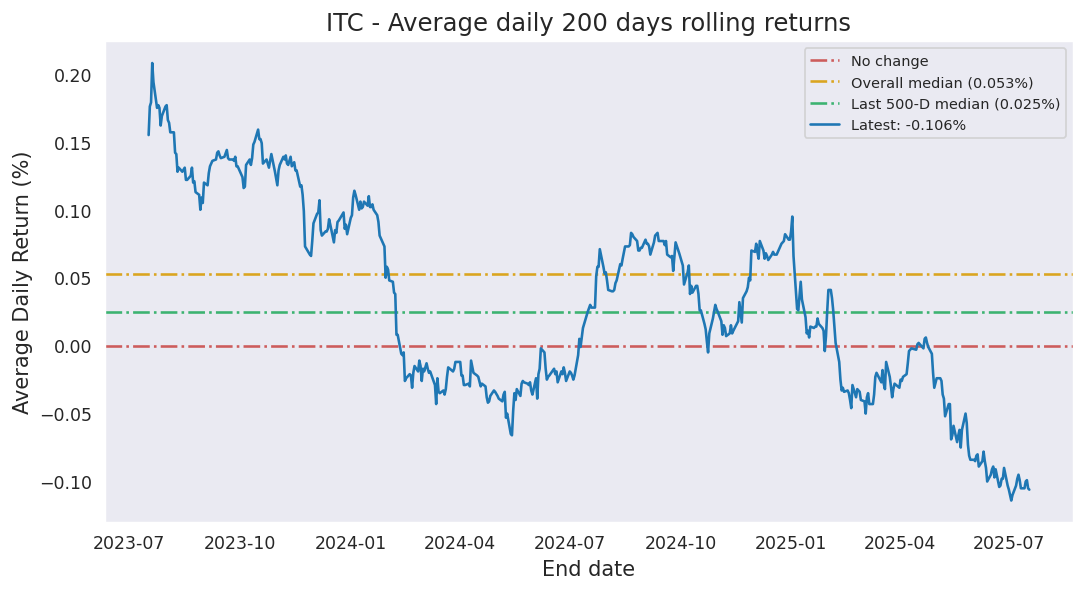 ITC - Average daily 200 days rolling returns
No change
Overall median (0.053%)
Last 500-D median (0.025%)
Latest: -0.106%
Average Daily Return (%)
0.20
0.15
0.10
0.05
0.00
−0.05
−0.10
2023-07 2023-10 2024-01 2024-04 2024-07 2024-10 2025-01 2025-04 2025-07
End date